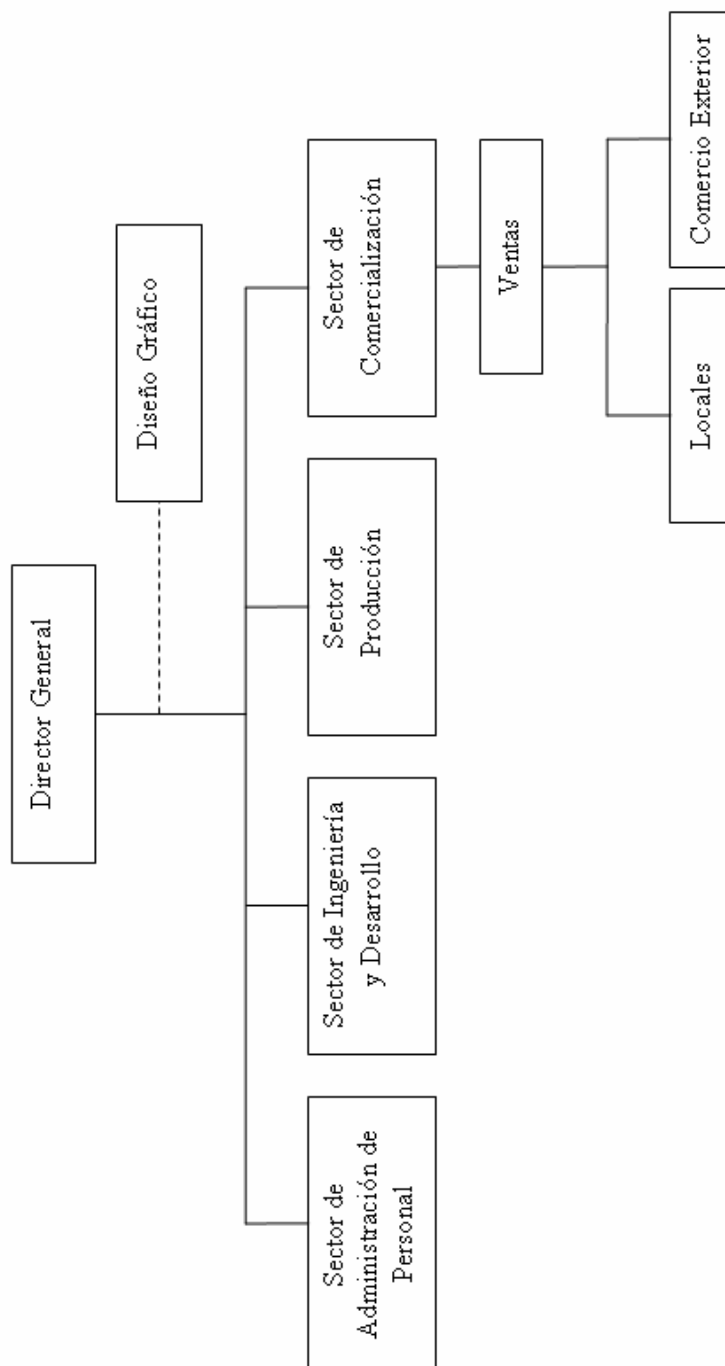 Director General
Diseño Gráfico
Sector de
Administración de
Personal
Sector de Ingeniería
y Desarrollo
Sector de
Producción
Sector de
Comercialización
Ventas
Locales
Comercio Exterior